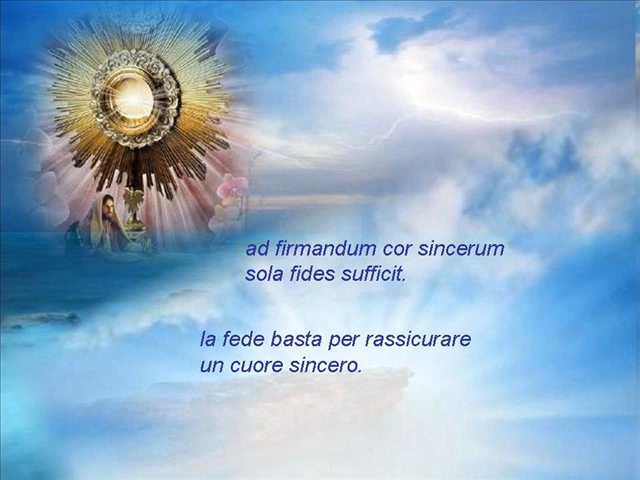 ad firmandum cor sincerum
sola fides sufficit.
la fede basta per rassicurare
un cuore sincero.